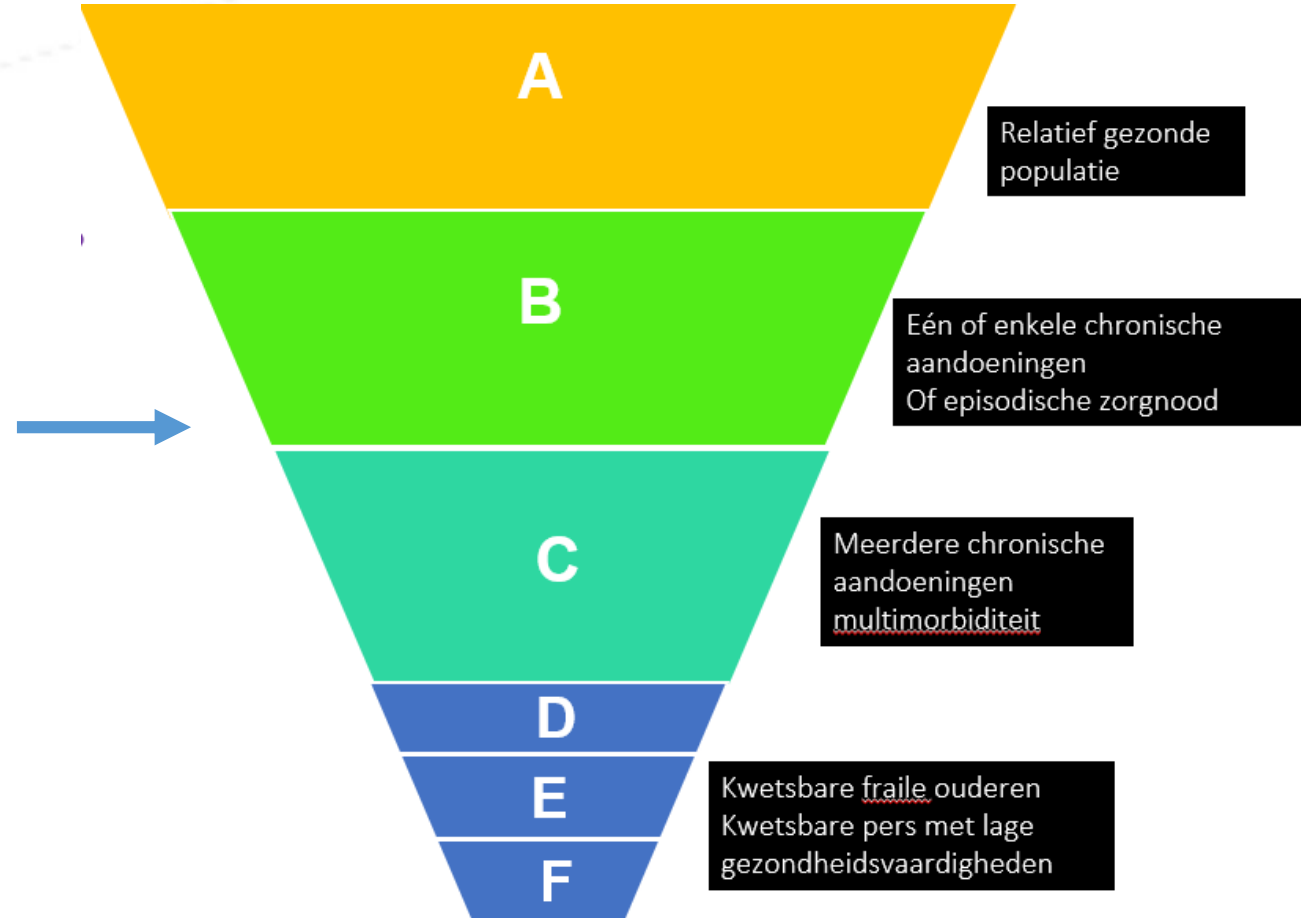 A
Relatief gezonde
populatie
B
Eén of enkele chronische
aandoeningen
Of episodische zorgnood
C
Meerdere chronische
aandoeningen
multimorbiditeit
D
E
Kwetsbare fraile ouderen
Kwetsbare pers met lage
gezondheidsvaardigheden
F